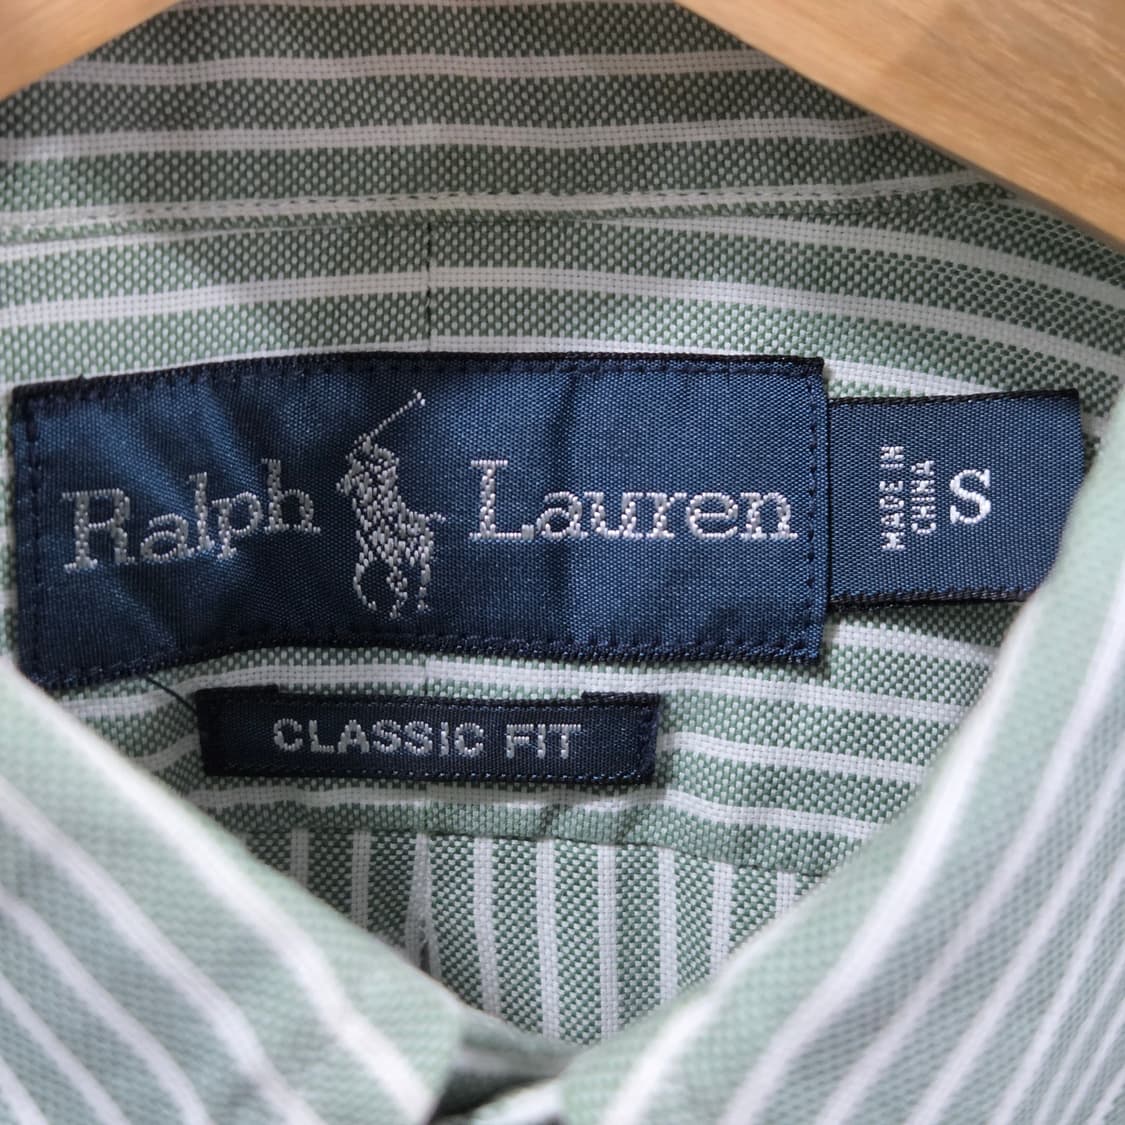 Ralph Lauren
MADE IN
CHINA
S
CLASSIC FIT